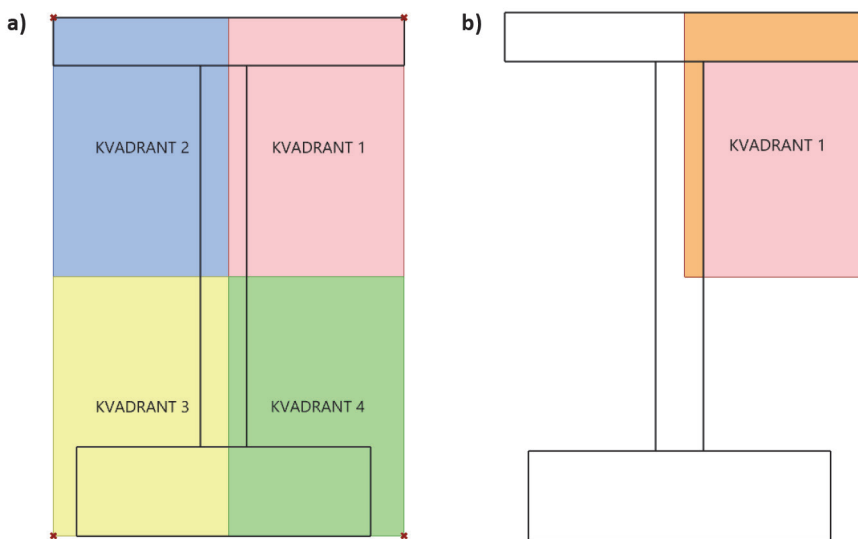 a)
b)
KVADRANT 2
KVADRANT 1
KVADRANT 1
KVADRANT 3
KVADRANT 4